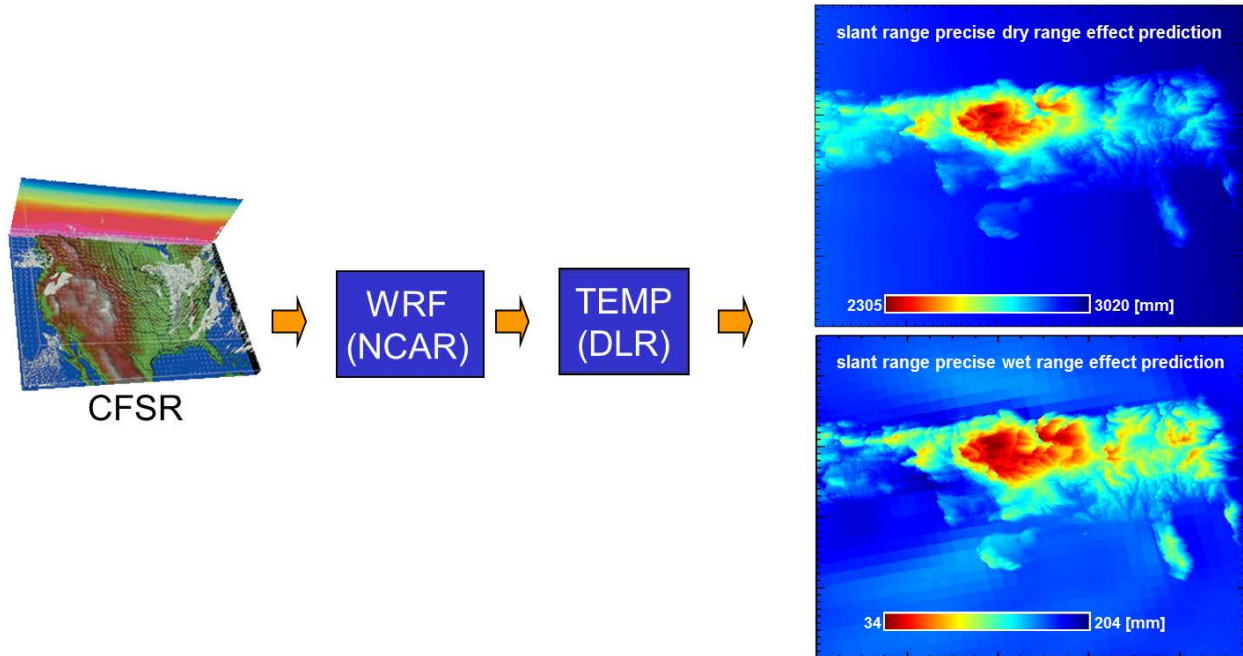 slant range precise dry range effect prediction
2305 3020 [mm]
CFSR
WRF
(NCAR)
TEMP
(DLR)
slant range precise wet range effect prediction
34 204 [mm]